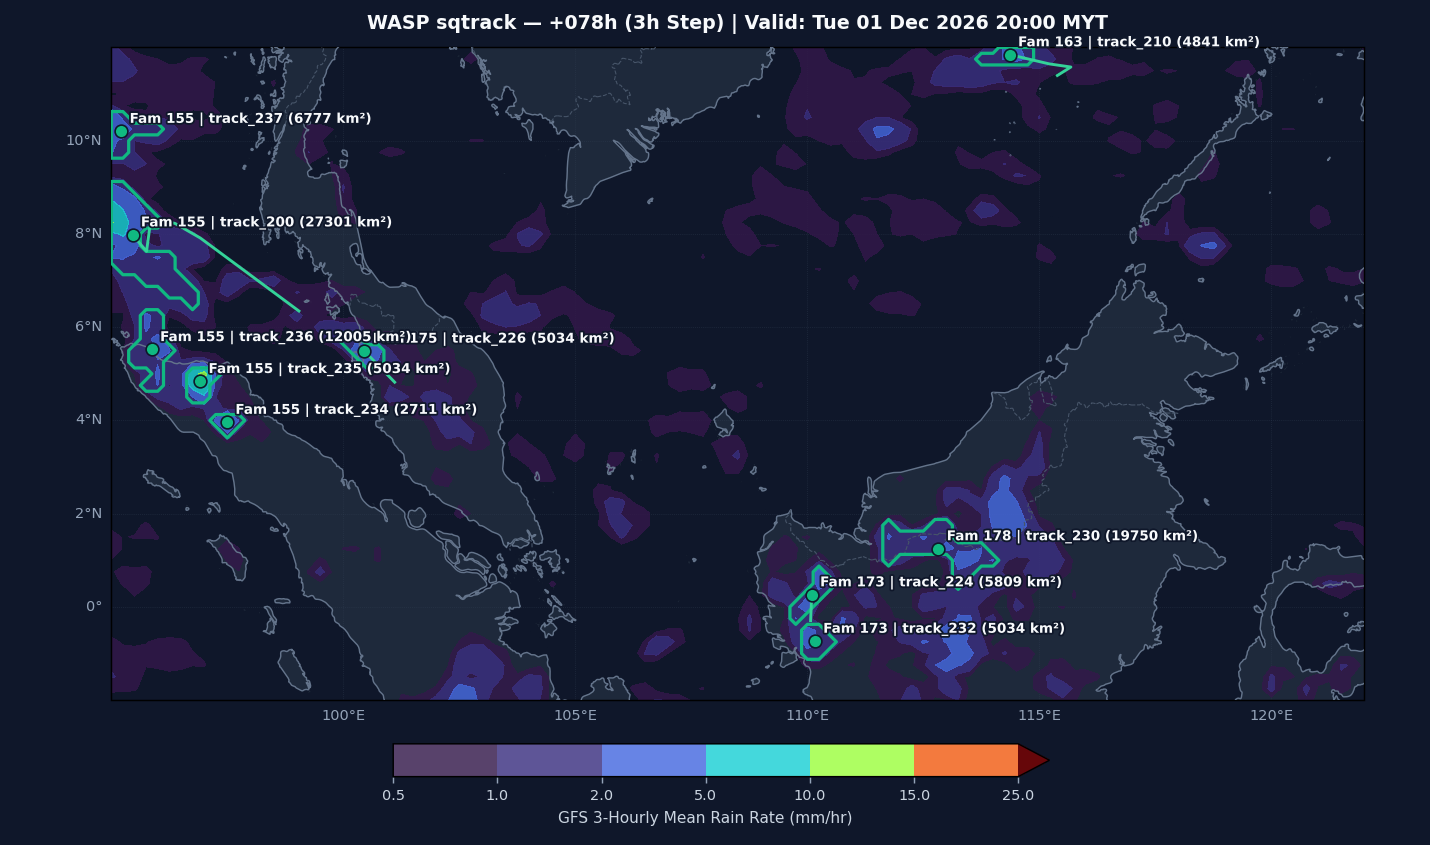 WASP sqtrack — +078h (3h Step) | Valid: Tue 01 Dec 2026 20:00 MYT
Fam 163 | track_210 (4841 km²)
Fam 155 | track_237 (6777 km²)
10°N
Fam 155 | track_200 (27301 km²)
8°N
6°N
Fam 155 | track_236 (12005 km²)
175 | track_226 (5034 km²)
Fam 155 | track_235 (5034 km²)
Fam 155 | track_234 (2711 km²)
4°N
2°N
Fam 178 | track_230 (19750 km²)
Fam 173 | track_224 (5809 km²)
0°
Fam 173 | track_232 (5034 km²)
100°E 105°E 110°E 115°E 120°E
0.5 1.0 2.0 5.0 10.0 15.0 25.0
GFS 3-Hourly Mean Rain Rate (mm/hr)